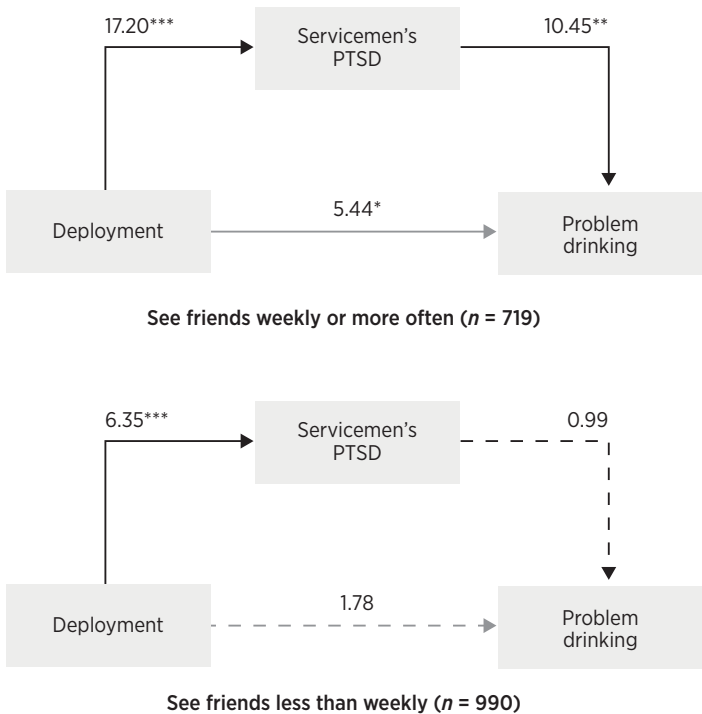 17.20***
Servicemen's
PTSD
10.45**
Deployment
5.44*
Problem
drinking
See friends weekly or more often (n = 719)
6.35***
Servicemen's
PTSD
0.99
Deployment
1.78
Problem
drinking
See friends less than weekly (n = 990)